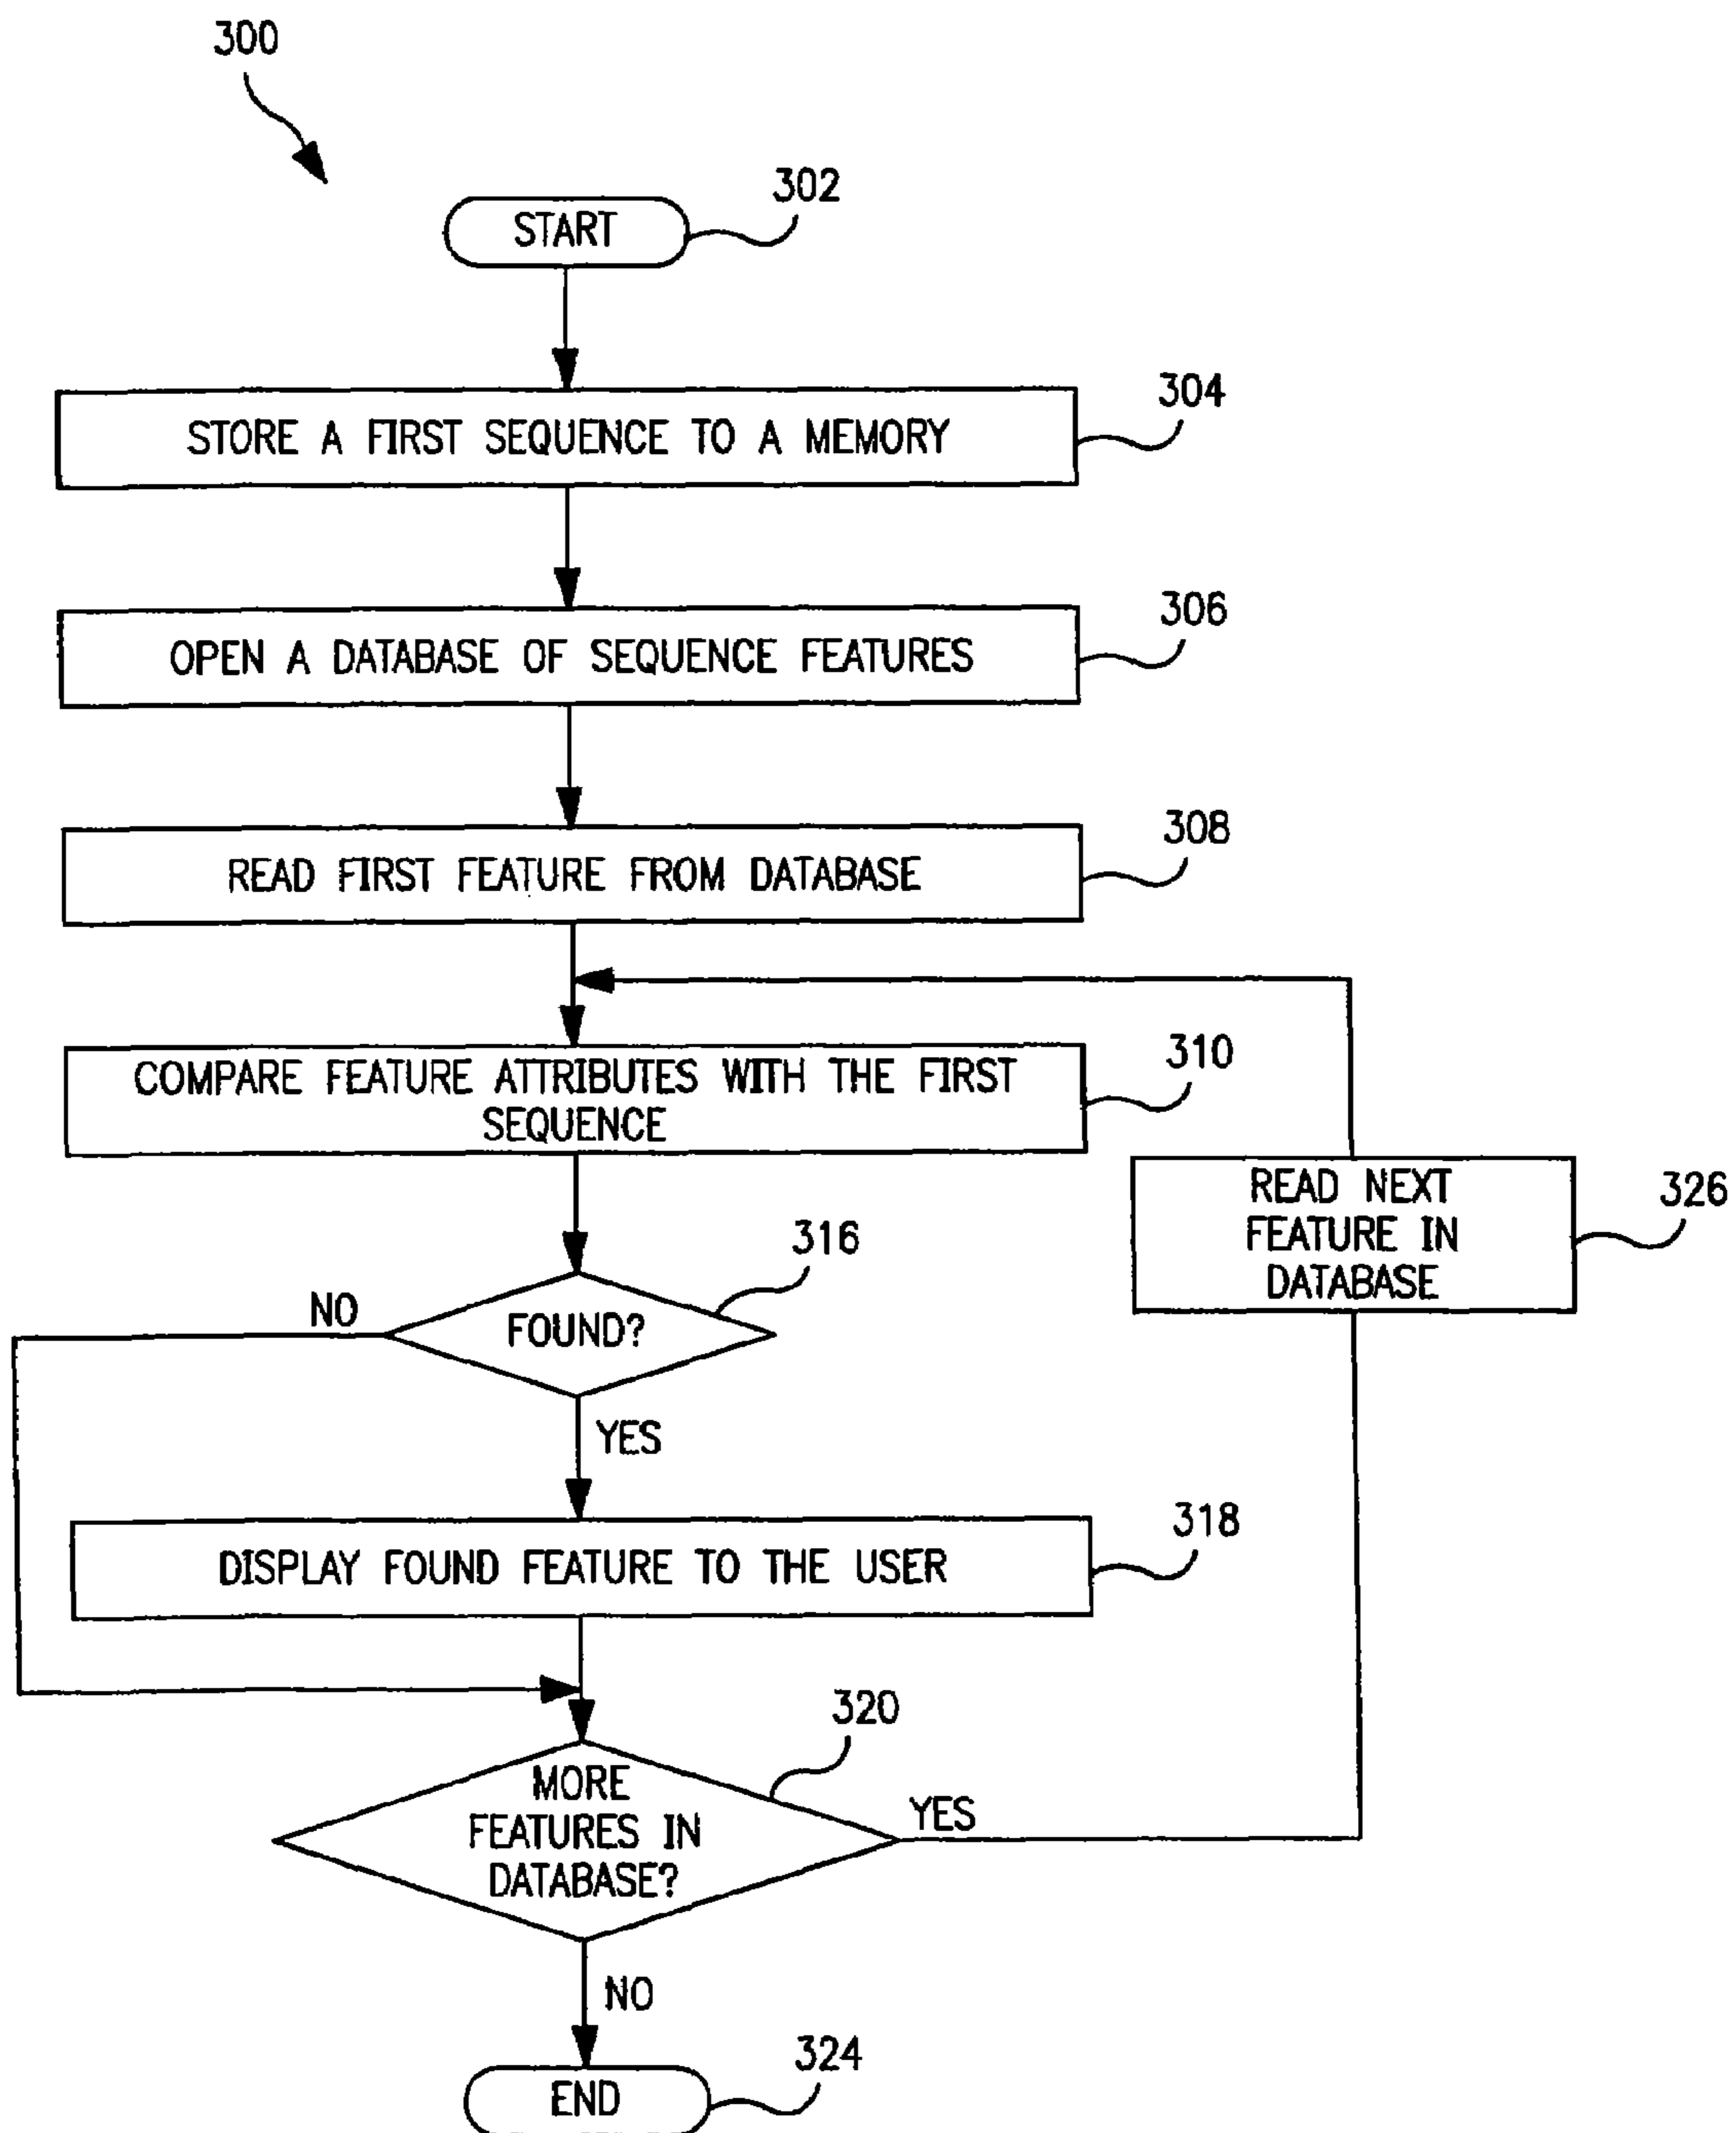 300
302
START
304
STORE A FIRST SEQUENCE TO A MEMORY
306
OPEN A DATABASE OF SEQUENCE FEATURES
308
READ FIRST FEATURE FROM DATABASE
310
COMPARE FEATURE ATTRIBUTES WITH THE FIRST
SEQUENCE
READ NEXT
FEATURE IN
DATABASE
326
316
NO
FOUND?
YES
318
DISPLAY FOUND FEATURE TO THE USER
320
MORE
FEATURES IN
DATABASE?
YES
NO
324
END